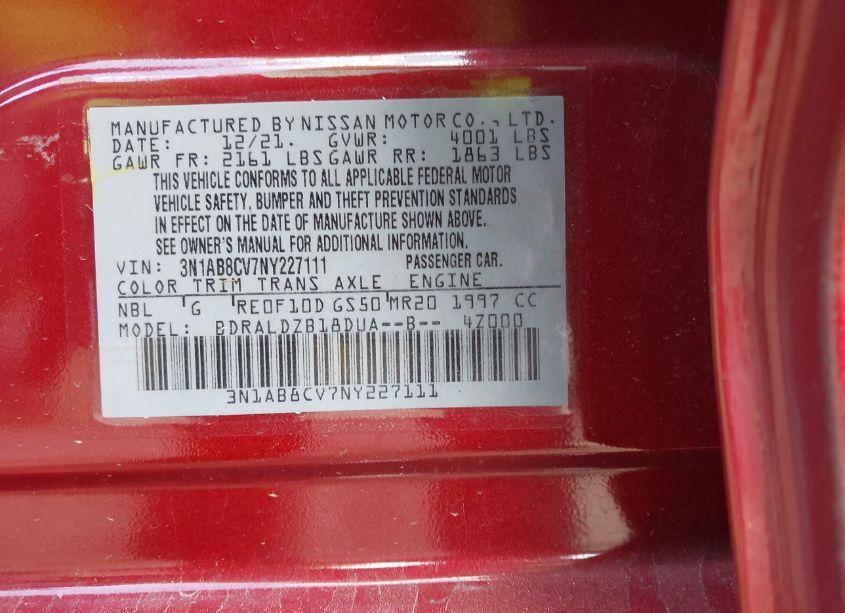 MANUFACTURED BY NISSAN MOTOR CO., LTD.
DATE: 12/21. GVWR: 4001 LBS
GAWR FR: 2161 LBS GAWR RR: 1863 LBS
THIS VEHICLE CONFORMS TO ALL APPLICABLE FEDERAL MOTOR
VEHICLE SAFETY, BUMPER AND THEFT PREVENTION STANDARDS
IN EFFECT ON THE DATE OF MANUFACTURE SHOWN ABOVE.
SEE OWNER'S MANUAL FOR ADDITIONAL INFORMATION.
VIN: 3N1AB8CV7NY227111 PASSENGER CAR.
COLOR TRIM TRANS AXLE ENGINE
NBL G RE0F10D GS50 MR20 1997 CC
MODEL: BDRALDZB18DUA--B-- 4Z000
3N1AB8CV7NY227111